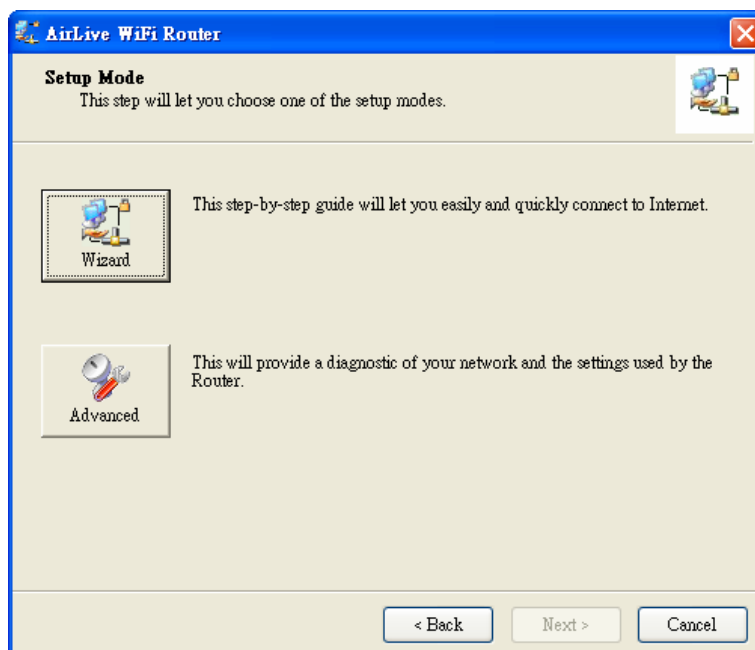 AirLive WiFi Router
Setup Mode
This step will let you choose one of the setup modes.
Wizard
This step-by-step guide will let you easily and quickly connect to Internet.
Advanced
This will provide a diagnostic of your network and the settings used by the
Router.
< Back
Next >
Cancel